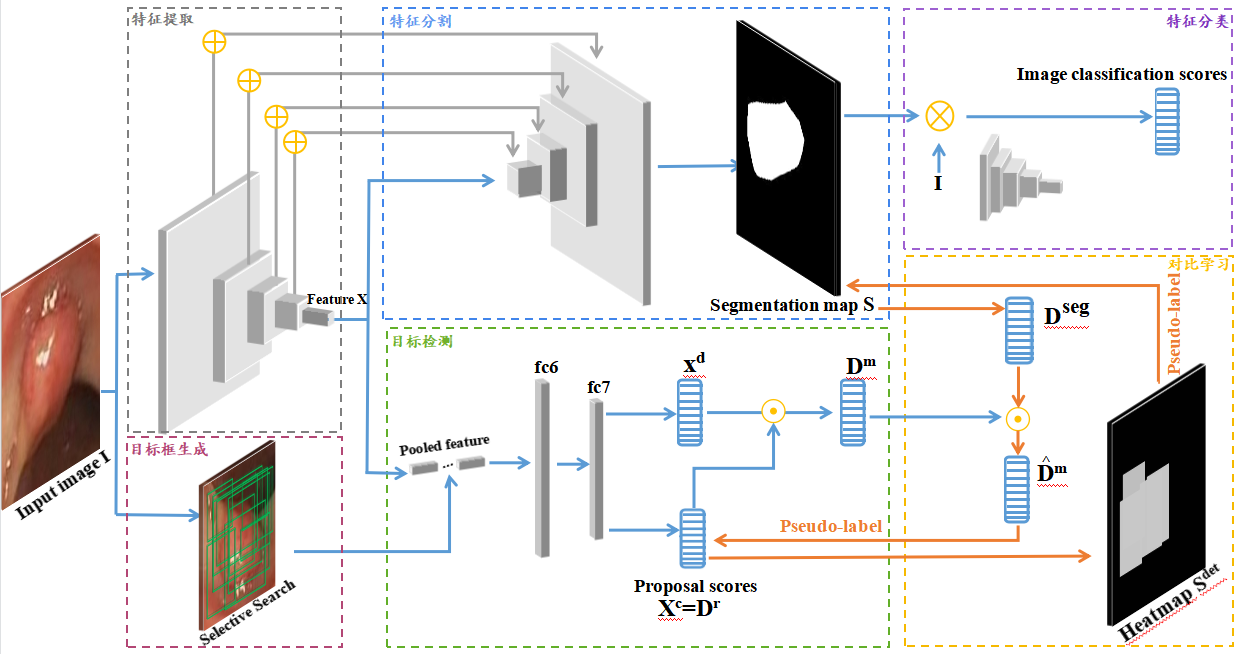 特征提取
特征分割
特征分类
Image classification scores
I
Feature X
Input image I
Segmentation map S
对比学习
Pseudo-label
D^seg
目标检测
fc6
fc7
x^d
D^m
目标框生成
Pooled feature
D̂^m
Selective Search
Pseudo-label
Proposal scores
X^c=D^r
Heatmap S^det